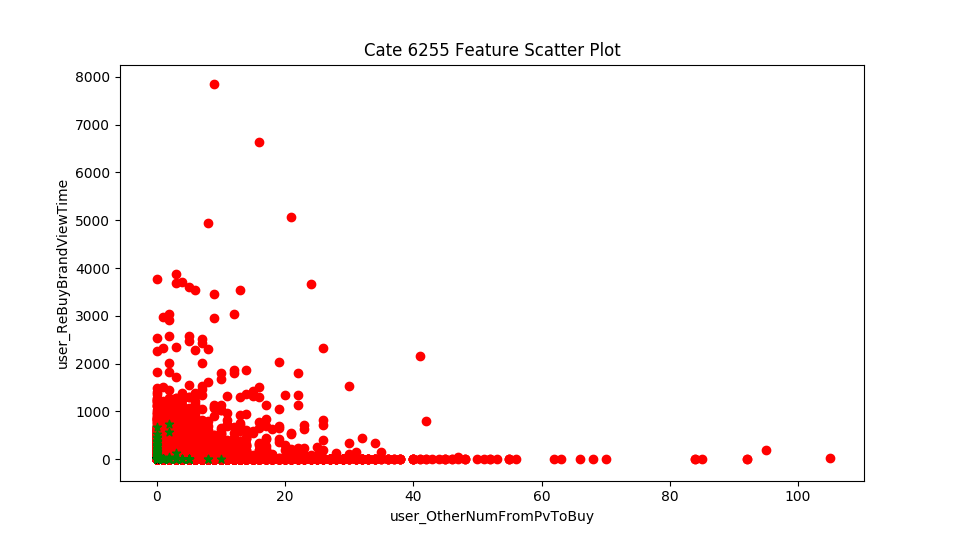 Cate 6255 Feature Scatter Plot
user_ReBuyBrandViewTime
8000
7000
6000
5000
4000
3000
2000
1000
0
0 20 40 60 80 100
user_OtherNumFromPvToBuy